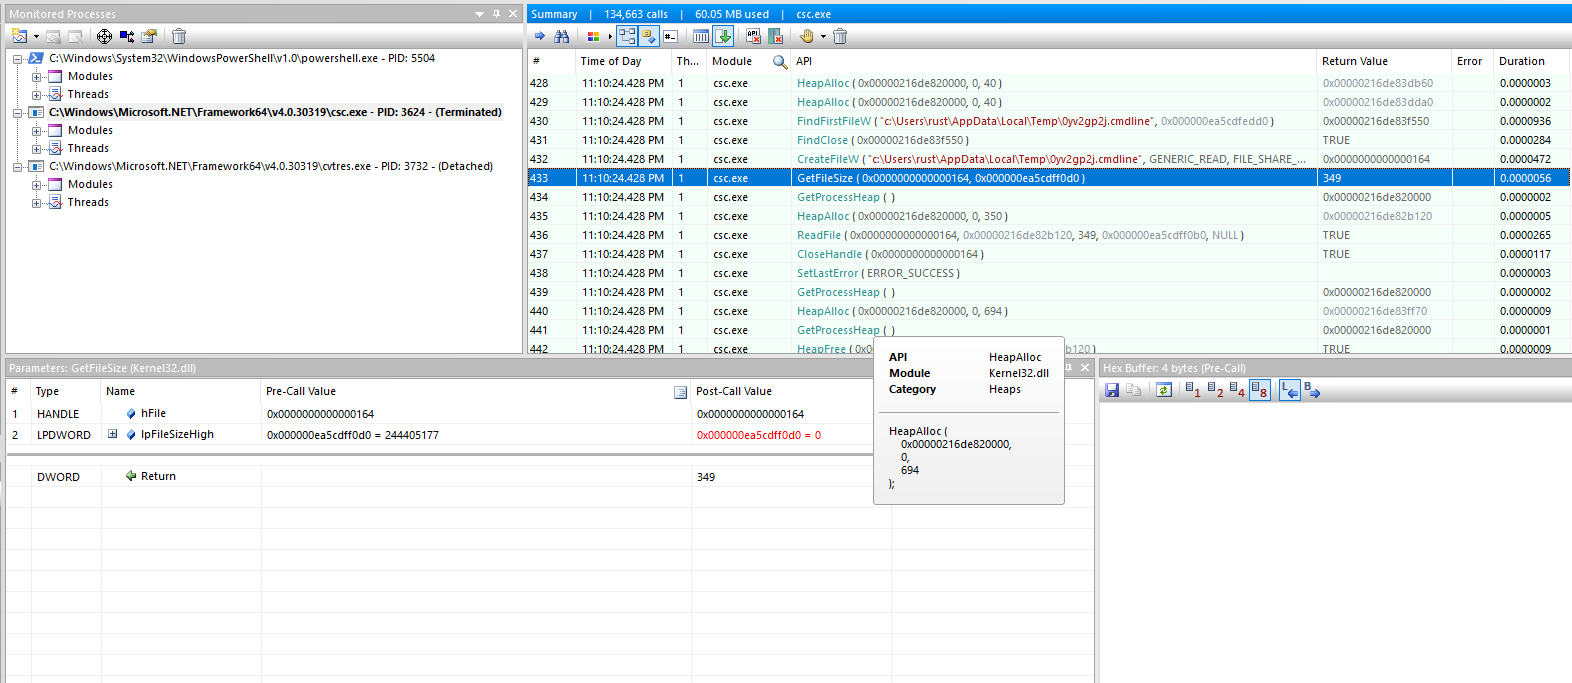 Monitored Processes
C:\Windows\System32\WindowsPowerShell\v1.0\powershell.exe - PID: 5504
Modules
Threads
C:\Windows\Microsoft.NET\Framework64\v4.0.30319\csc.exe - PID: 3624 - (Terminated)
Modules
Threads
C:\Windows\Microsoft.NET\Framework64\v4.0.30319\cvtres.exe - PID: 3732 - (Detached)
Modules
Threads
Summary | 134,663 calls | 60.05 MB used | csc.exe
# Time of Day Th... Module API Return Value Error Duration
428 11:10:24.428 PM 1 csc.exe HeapAlloc ( 0x00000216de820000, 0, 40 ) 0x00000216de83db60 0.0000003
429 11:10:24.428 PM 1 csc.exe HeapAlloc ( 0x00000216de820000, 0, 40 ) 0x00000216de83dda0 0.0000002
430 11:10:24.428 PM 1 csc.exe FindFirstFileW ( "c:\Users\rust\AppData\Local\Temp\0yv2gp2j.cmdline", 0x000000ea5cdfedd0 ) 0x00000216de83f550 0.0000936
431 11:10:24.428 PM 1 csc.exe FindClose ( 0x00000216de83f550 ) TRUE 0.0000284
432 11:10:24.428 PM 1 csc.exe CreateFileW ( "c:\Users\rust\AppData\Local\Temp\0yv2gp2j.cmdline", GENERIC_READ, FILE_SHARE_... 0x0000000000000164 0.0000472
433 11:10:24.428 PM 1 csc.exe GetFileSize ( 0x0000000000000164, 0x000000ea5cdff0d0 ) 349 0.0000056
434 11:10:24.428 PM 1 csc.exe GetProcessHeap ( ) 0x00000216de820000 0.0000002
435 11:10:24.428 PM 1 csc.exe HeapAlloc ( 0x00000216de820000, 0, 350 ) 0x00000216de82b120 0.0000005
436 11:10:24.428 PM 1 csc.exe ReadFile ( 0x0000000000000164, 0x00000216de82b120, 349, 0x000000ea5cdff0b0, NULL ) TRUE 0.0000265
437 11:10:24.428 PM 1 csc.exe CloseHandle ( 0x0000000000000164 ) TRUE 0.0000117
438 11:10:24.428 PM 1 csc.exe SetLastError ( ERROR_SUCCESS ) 0.0000003
439 11:10:24.428 PM 1 csc.exe GetProcessHeap ( ) 0x00000216de820000 0.0000002
440 11:10:24.428 PM 1 csc.exe HeapAlloc ( 0x00000216de820000, 0, 694 ) 0x00000216de83ff70 0.0000009
441 11:10:24.428 PM 1 csc.exe GetProcessHeap ( ) 0x00000216de820000 0.0000001
442 11:10:24.428 PM 1 csc.exe HeapFree ( 0x0 b120 ) TRUE 0.0000009
Parameters: GetFileSize (Kernel32.dll)
# Type Name Pre-Call Value Post-Call Value
1 HANDLE hFile 0x0000000000000164 0x0000000000000164
2 LPDWORD lpFileSizeHigh 0x000000ea5cdff0d0 = 244405177 0x000000ea5cdff0d0 = 0
DWORD Return 349
API HeapAlloc
Module Kernel32.dll
Category Heaps
HeapAlloc (
0x00000216de820000,
0,
694
);
Hex Buffer: 4 bytes (Pre-Call)
1 2 4 8 L B